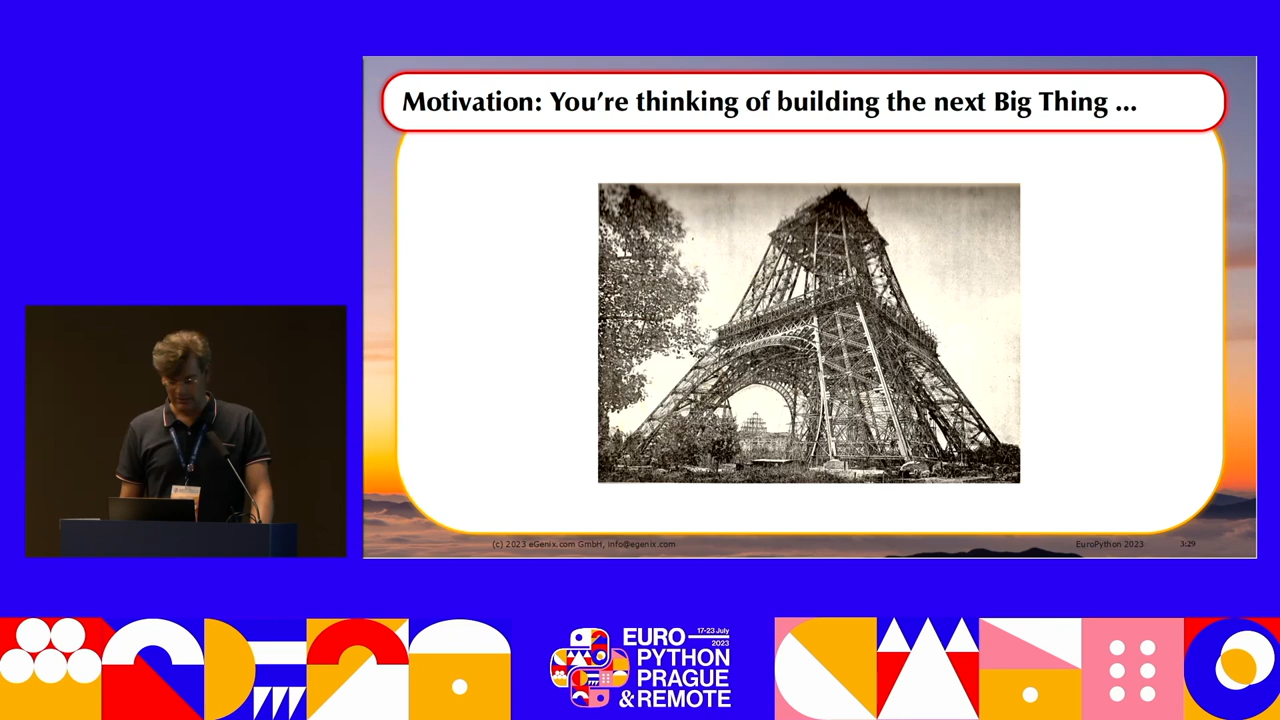 Motivation: You're thinking of building the next Big Thing ...
(c) 2023 eGenix.com GmbH, info@egenix.com
EuroPython 2023
3:29
EURO
17-23 July
2023
PYTHON
PRAGUE
& REMOTE